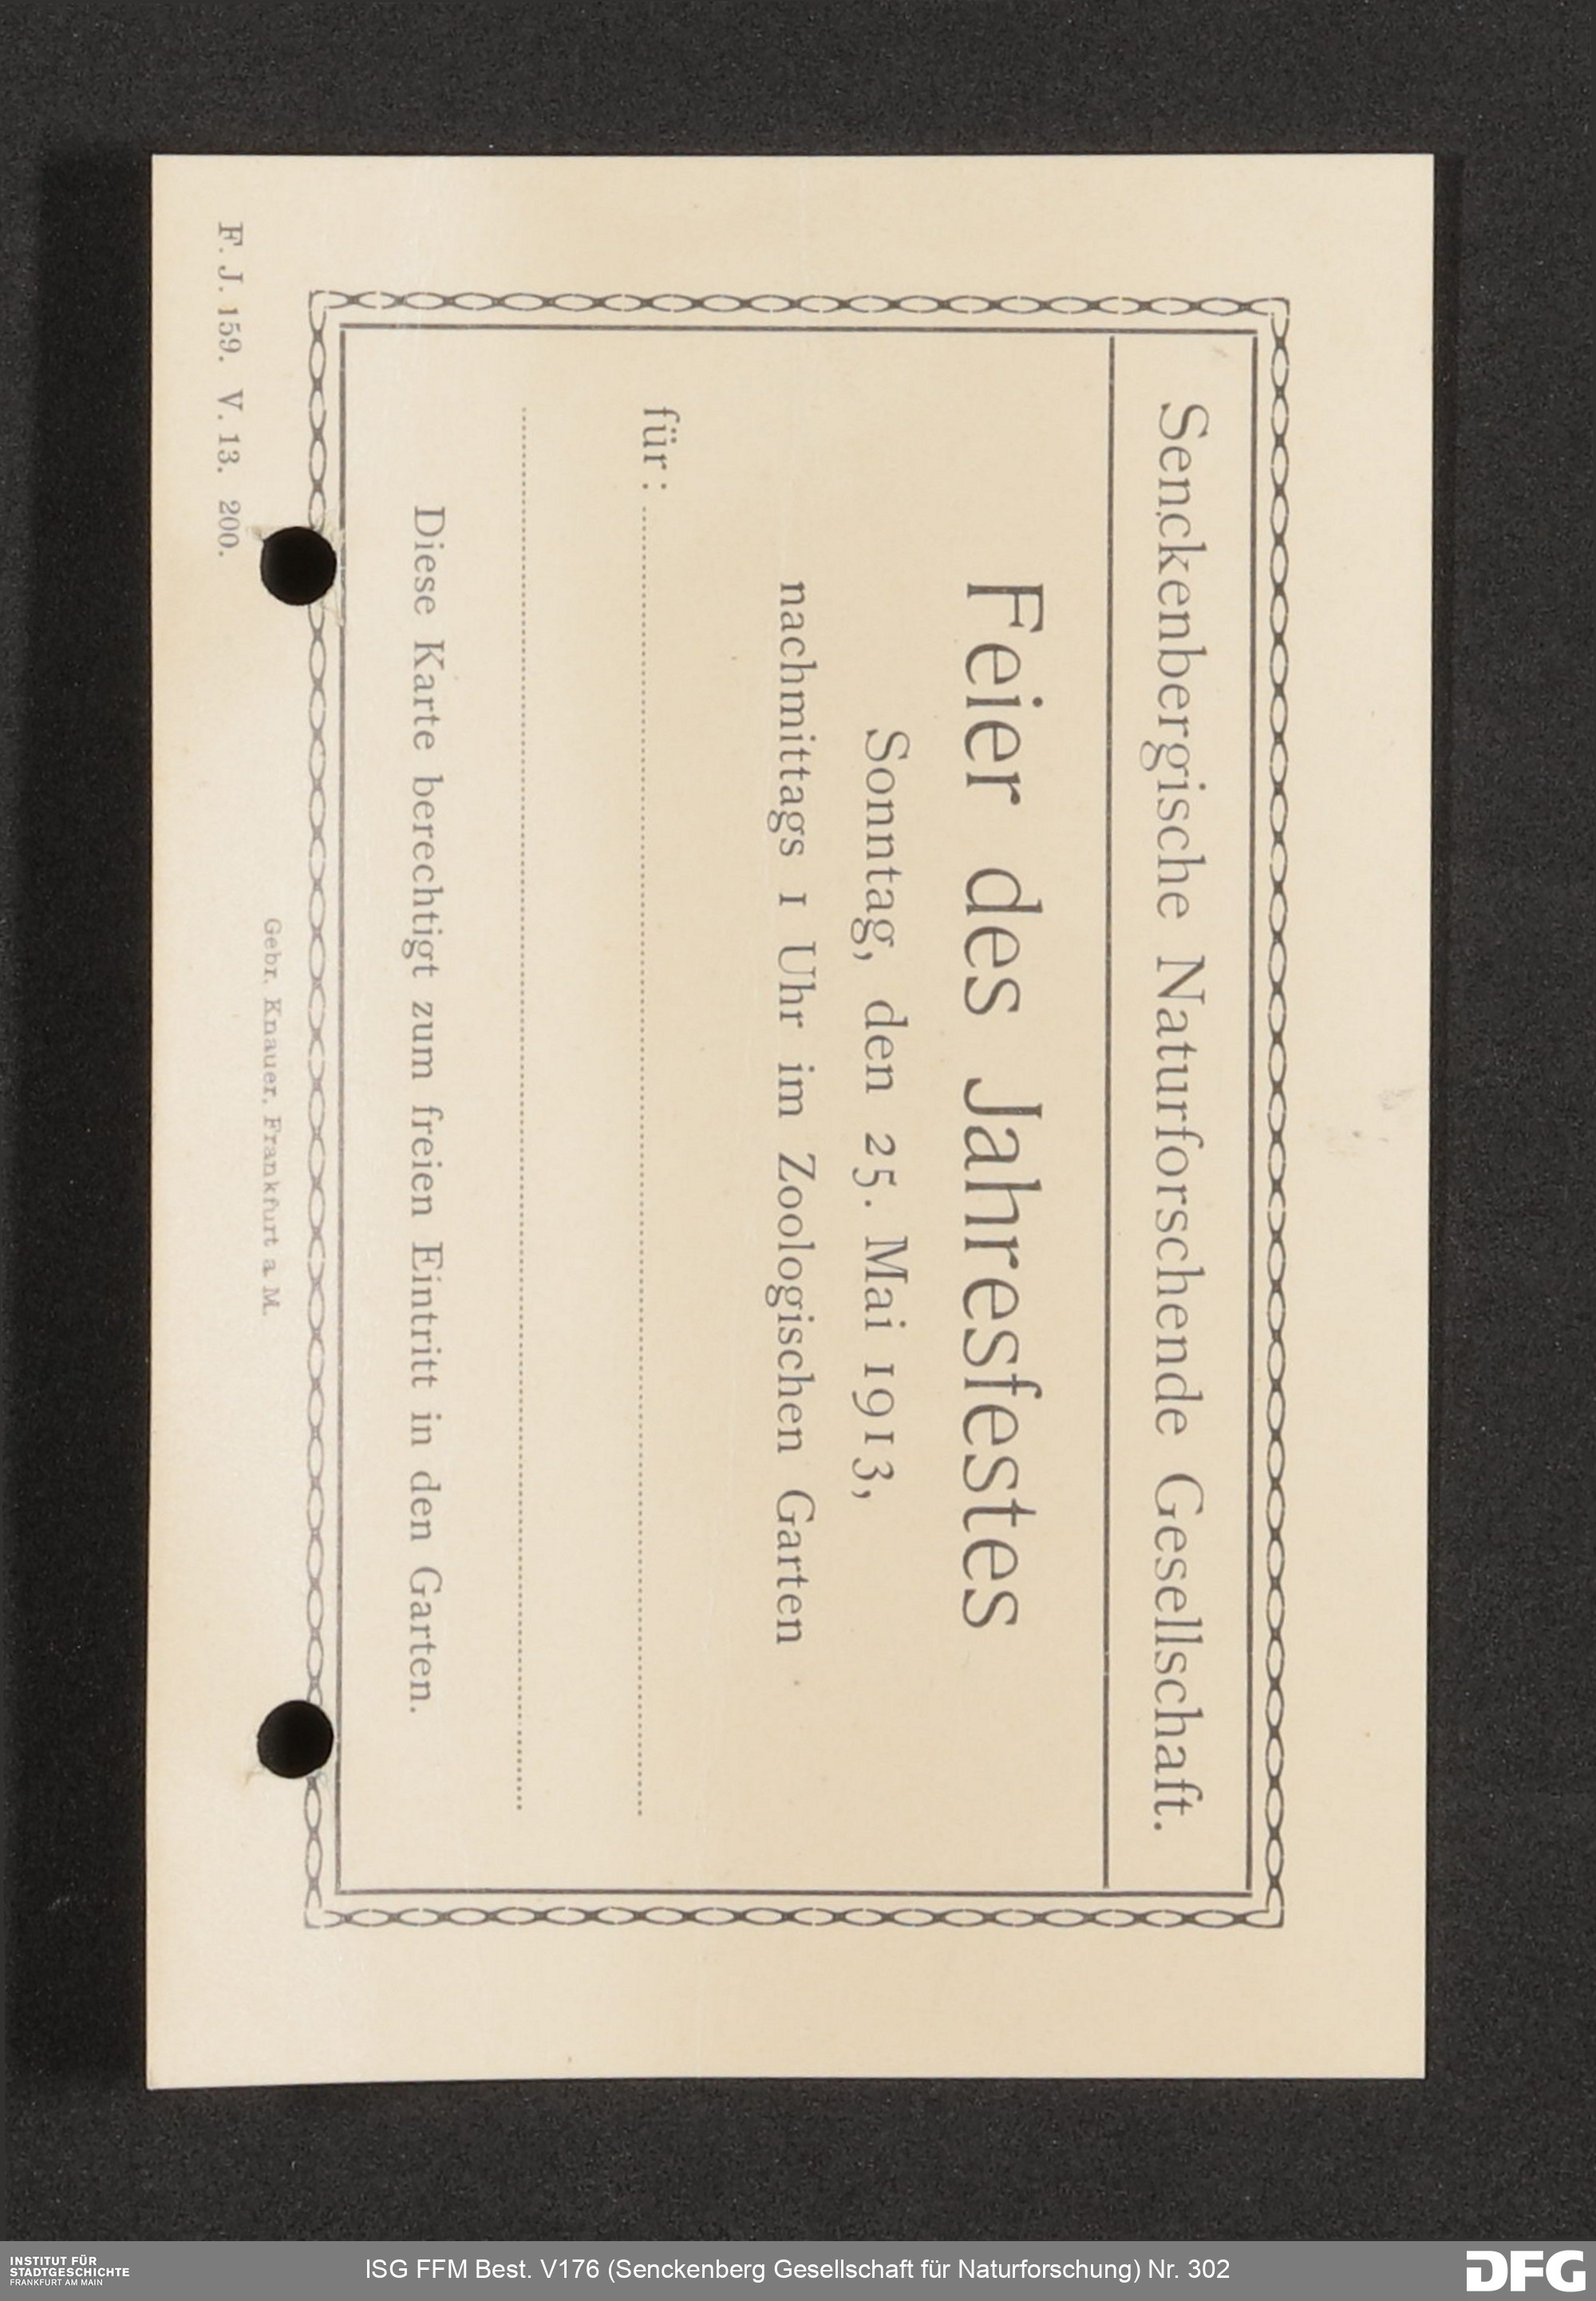 Senckenbergische Naturforschende Gesellschaft.
Feier des Jahresfestes
Sonntag, den 25. Mai 1913,
nachmittags 1 Uhr im Zoologischen Garten
für:
Diese Karte berechtigt zum freien Eintritt in den Garten.
Gebr. Knauer, Frankfurt a. M.
F. J. 159. V. 13. 200.
INSTITUT FÜR
STADTGESCHICHTE
FRANKFURT AM MAIN
ISG FFM Best. V176 (Senckenberg Gesellschaft für Naturforschung) Nr. 302
DFG